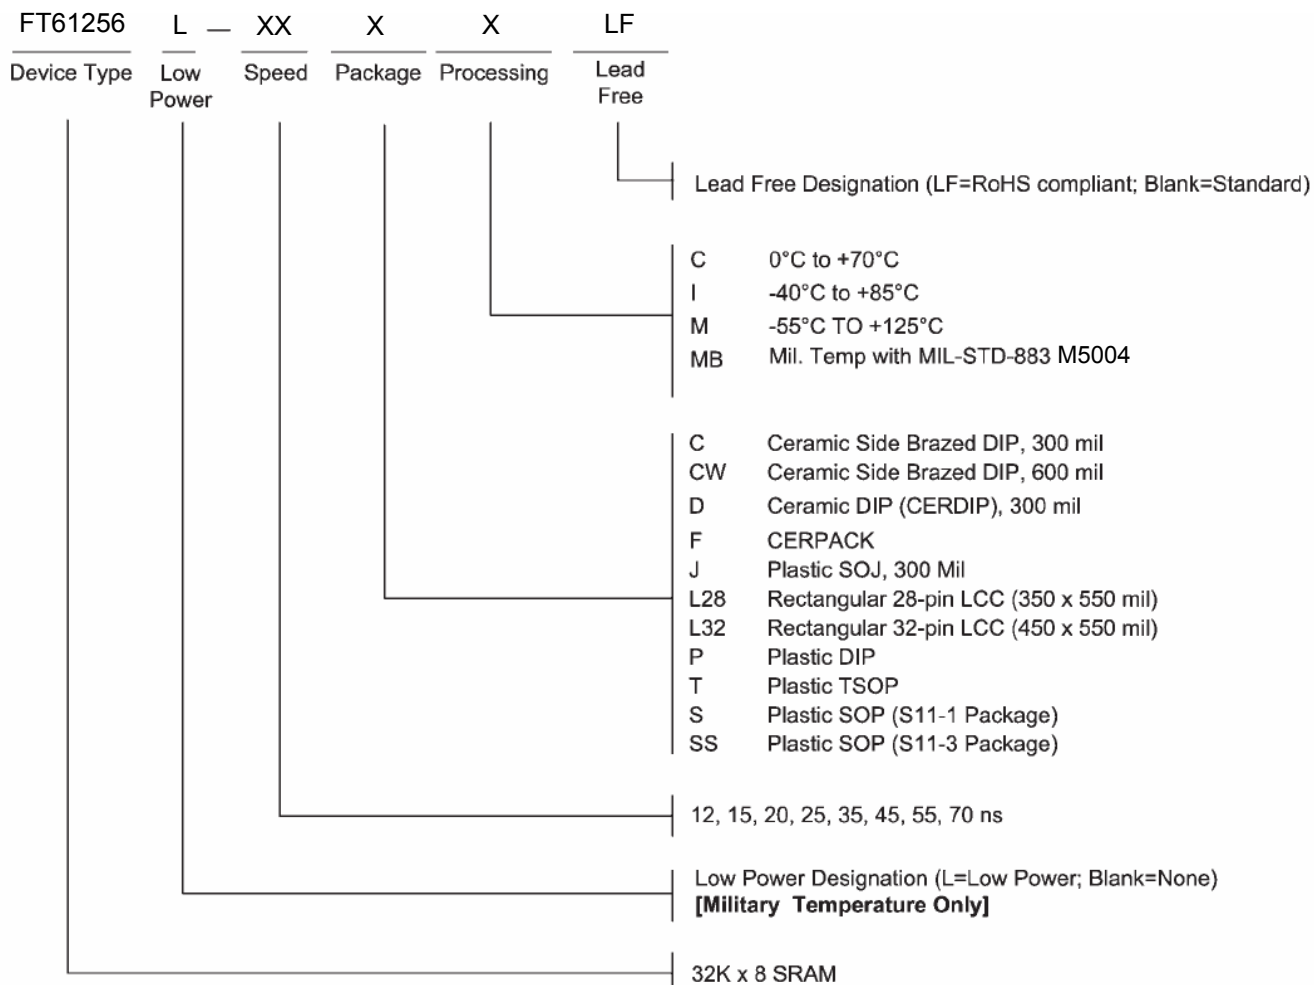 FT61256 L — XX X X LF
Device Type Low Power Speed Package Processing Lead Free
Lead Free Designation (LF=RoHS compliant; Blank=Standard)
C 0°C to +70°C
I -40°C to +85°C
M -55°C TO +125°C
MB Mil. Temp with MIL-STD-883 M5004
C Ceramic Side Brazed DIP, 300 mil
CW Ceramic Side Brazed DIP, 600 mil
D Ceramic DIP (CERDIP), 300 mil
F CERPACK
J Plastic SOJ, 300 Mil
L28 Rectangular 28-pin LCC (350 x 550 mil)
L32 Rectangular 32-pin LCC (450 x 550 mil)
P Plastic DIP
T Plastic TSOP
S Plastic SOP (S11-1 Package)
SS Plastic SOP (S11-3 Package)
12, 15, 20, 25, 35, 45, 55, 70 ns
Low Power Designation (L=Low Power; Blank=None)
[Military Temperature Only]
32K x 8 SRAM